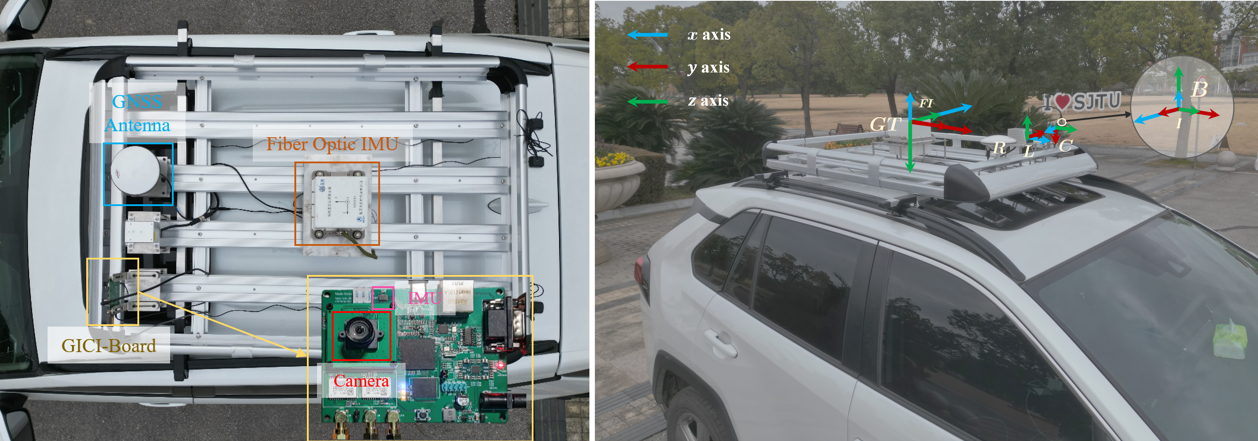 GNSS
Antenna
Fiber Optic IMU
IMU
GICI-Board
Camera
x axis
y axis
z axis
FI
GT
R
L
C
B
I
I ♥ SJTU